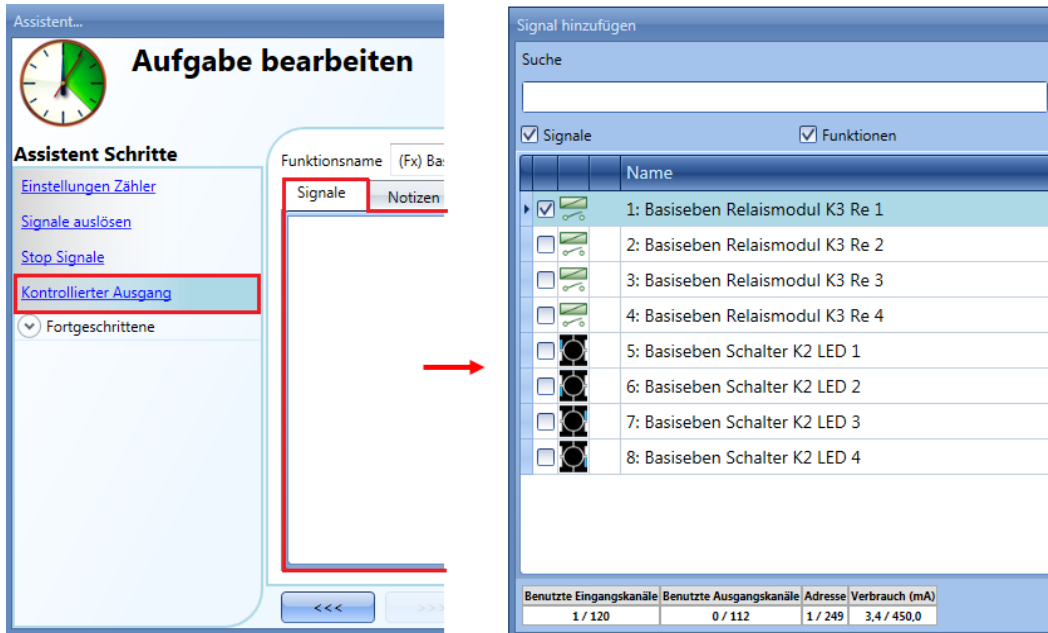 Assistent...
Aufgabe bearbeiten
Assistent Schritte
Einstellungen Zähler
Signale auslösen
Stop Signale
Kontrollierter Ausgang
Fortgeschrittene
Funktionsname (Fx) Bas
Signale Notizen
<<< >>>
Signal hinzufügen
Suche
Signale Funktionen
Name
1: Basiseben Relaismodul K3 Re 1
2: Basiseben Relaismodul K3 Re 2
3: Basiseben Relaismodul K3 Re 3
4: Basiseben Relaismodul K3 Re 4
5: Basiseben Schalter K2 LED 1
6: Basiseben Schalter K2 LED 2
7: Basiseben Schalter K2 LED 3
8: Basiseben Schalter K2 LED 4
Benutzte Eingangskanäle Benutzte Ausgangskanäle Adresse Verbrauch (mA)
1 / 120 0 / 112 1 / 249 3,4 / 450,0